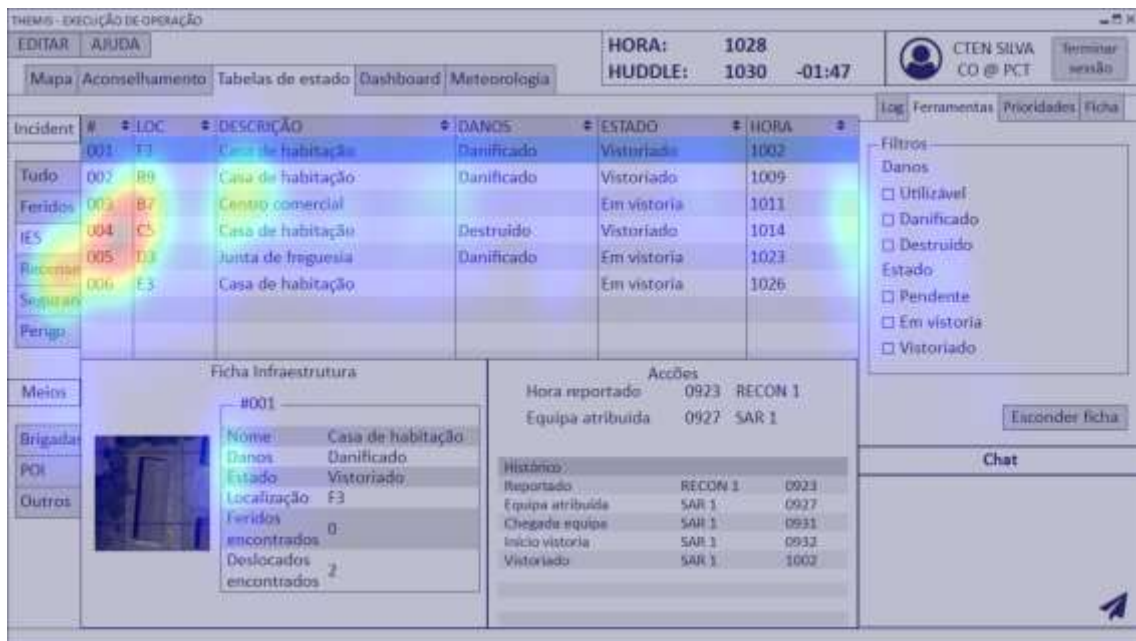 THEMIS - EXECUÇÃO DE OPERAÇÃO
EDITAR AJUDA
HORA: 1028
HUDDLE: 1030 -01:47
CTEN SILVA
CO @ PCT
Terminar
sessão
Mapa Aconselhamento Tabelas de estado Dashboard Meteorologia
Log Ferramentas Prioridades Ficha
Incident
Tudo
Feridos
IES
Recense
Seguran
Perigo
Meios
Brigadas
POI
Outros
# LOC DESCRIÇÃO DANOS ESTADO HORA
001 F3 Casa de habitação Danificado Vistoriado 1002
002 B9 Casa de habitação Danificado Vistoriado 1009
003 B7 Centro comercial Em vistoria 1011
004 C5 Casa de habitação Destruído Vistoriado 1014
005 D3 Junta de freguesia Danificado Em vistoria 1023
006 E3 Casa de habitação Em vistoria 1026
Filtros
Danos
Utilizável
Danificado
Destruído
Estado
Pendente
Em vistoria
Vistoriado
Esconder ficha
Chat
Ficha Infraestrutura
#001
Nome Casa de habitação
Danos Danificado
Estado Vistoriado
Localização F3
Feridos
encontrados 0
Deslocados
encontrados 2
Acções
Hora reportado 0923 RECON 1
Equipa atribuída 0927 SAR 1
Histórico
Reportado RECON 1 0923
Equipa atribuída SAR 1 0927
Chegada equipa SAR 1 0931
Início vistoria SAR 1 0932
Vistoriado SAR 1 1002